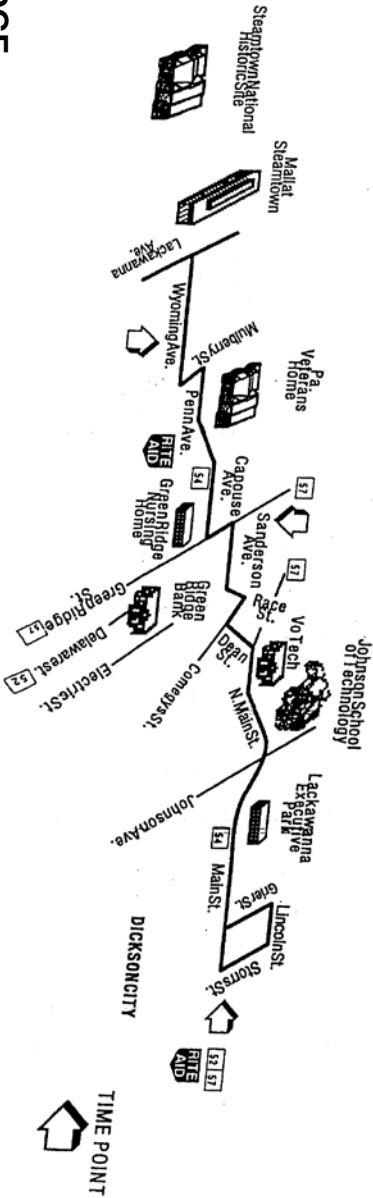 Steamtown National
Historic Site
Mall at
Steamtown
Lackawanna
Ave.
Wyoming Ave.
Mulberry St.
Pa.
Veterans
Home
Penn Ave.
RITE
AID
54
Green Ridge
Nursing
Home
Capouse
Ave.
57
Sanderson
Ave.
Green Ridge
St.
57
Delaware St.
52
Electric St.
Green
Ridge
Bank
57
Race
St.
Dean
St.
Comegys St.
Vo Tech
Johnson School
of Technology
N. Main St.
Johnson Ave.
Lackawanna
Executive
Park
54
Main St.
Grier St.
Lincoln St.
Storrs St.
DICKSON CITY
52
57
RITE
AID
TIME POINT